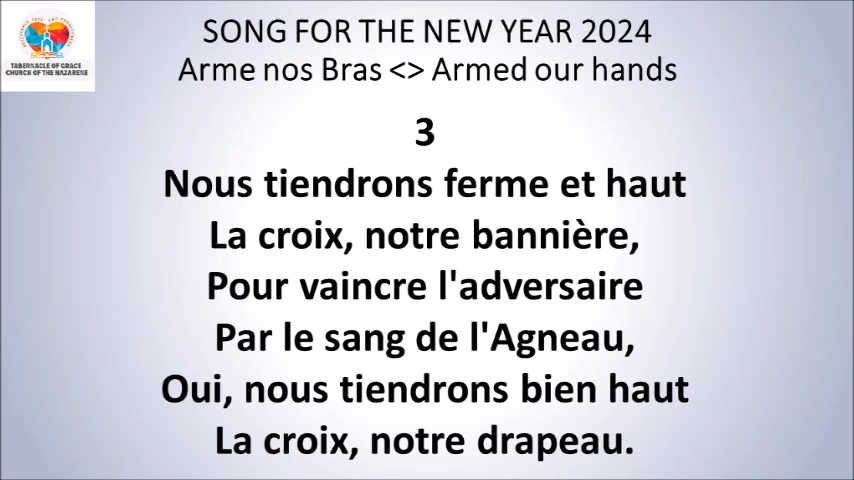 SONG FOR THE NEW YEAR 2024
Arme nos Bras <> Armed our hands
TABERNACLE OF GRACE
CHURCH OF THE NAZARENE
3
Nous tiendrons ferme et haut
La croix, notre bannière,
Pour vaincre l'adversaire
Par le sang de l'Agneau,
Oui, nous tiendrons bien haut
La croix, notre drapeau.